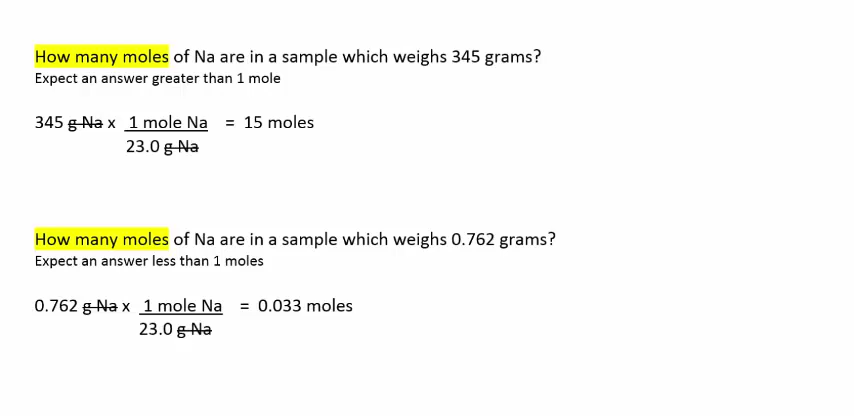 How many moles of Na are in a sample which weighs 345 grams?
Expect an answer greater than 1 mole
345 g Na x 1 mole Na = 15 moles
23.0 g Na
How many moles of Na are in a sample which weighs 0.762 grams?
Expect an answer less than 1 moles
0.762 g Na x 1 mole Na = 0.033 moles
23.0 g Na